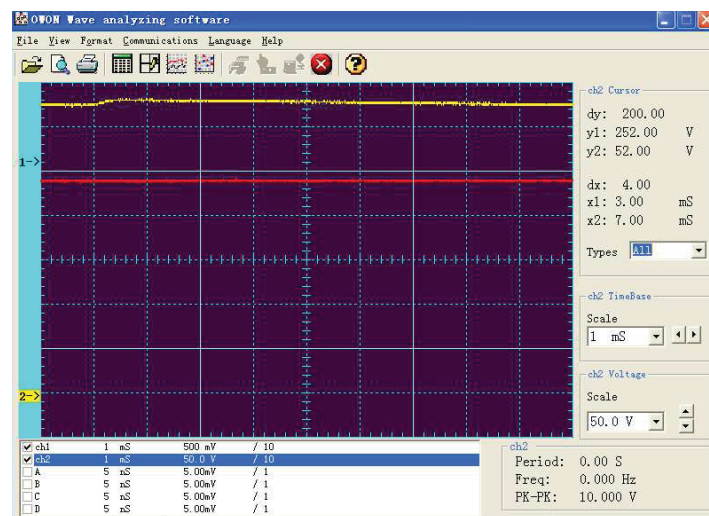 OWON Wave analyzing software
File View Format Communications Language Help
ch2 Cursor
dy: 200.00
y1: 252.00 V
y2: 52.00 V
dx: 4.00
x1: 3.00 mS
x2: 7.00 mS
Types All
1->
ch2 TimeBase
Scale
1 mS
ch2 Voltage
Scale
50.0 V
2->
ch1 1 mS 500 mV / 10
ch2 1 mS 50.0 V / 10
A 5 nS 5.00mV / 1
B 5 nS 5.00mV / 1
C 5 nS 5.00mV / 1
D 5 nS 5.00mV / 1
ch2
Period: 0.00 S
Freq: 0.000 Hz
PK-PK: 10.000 V